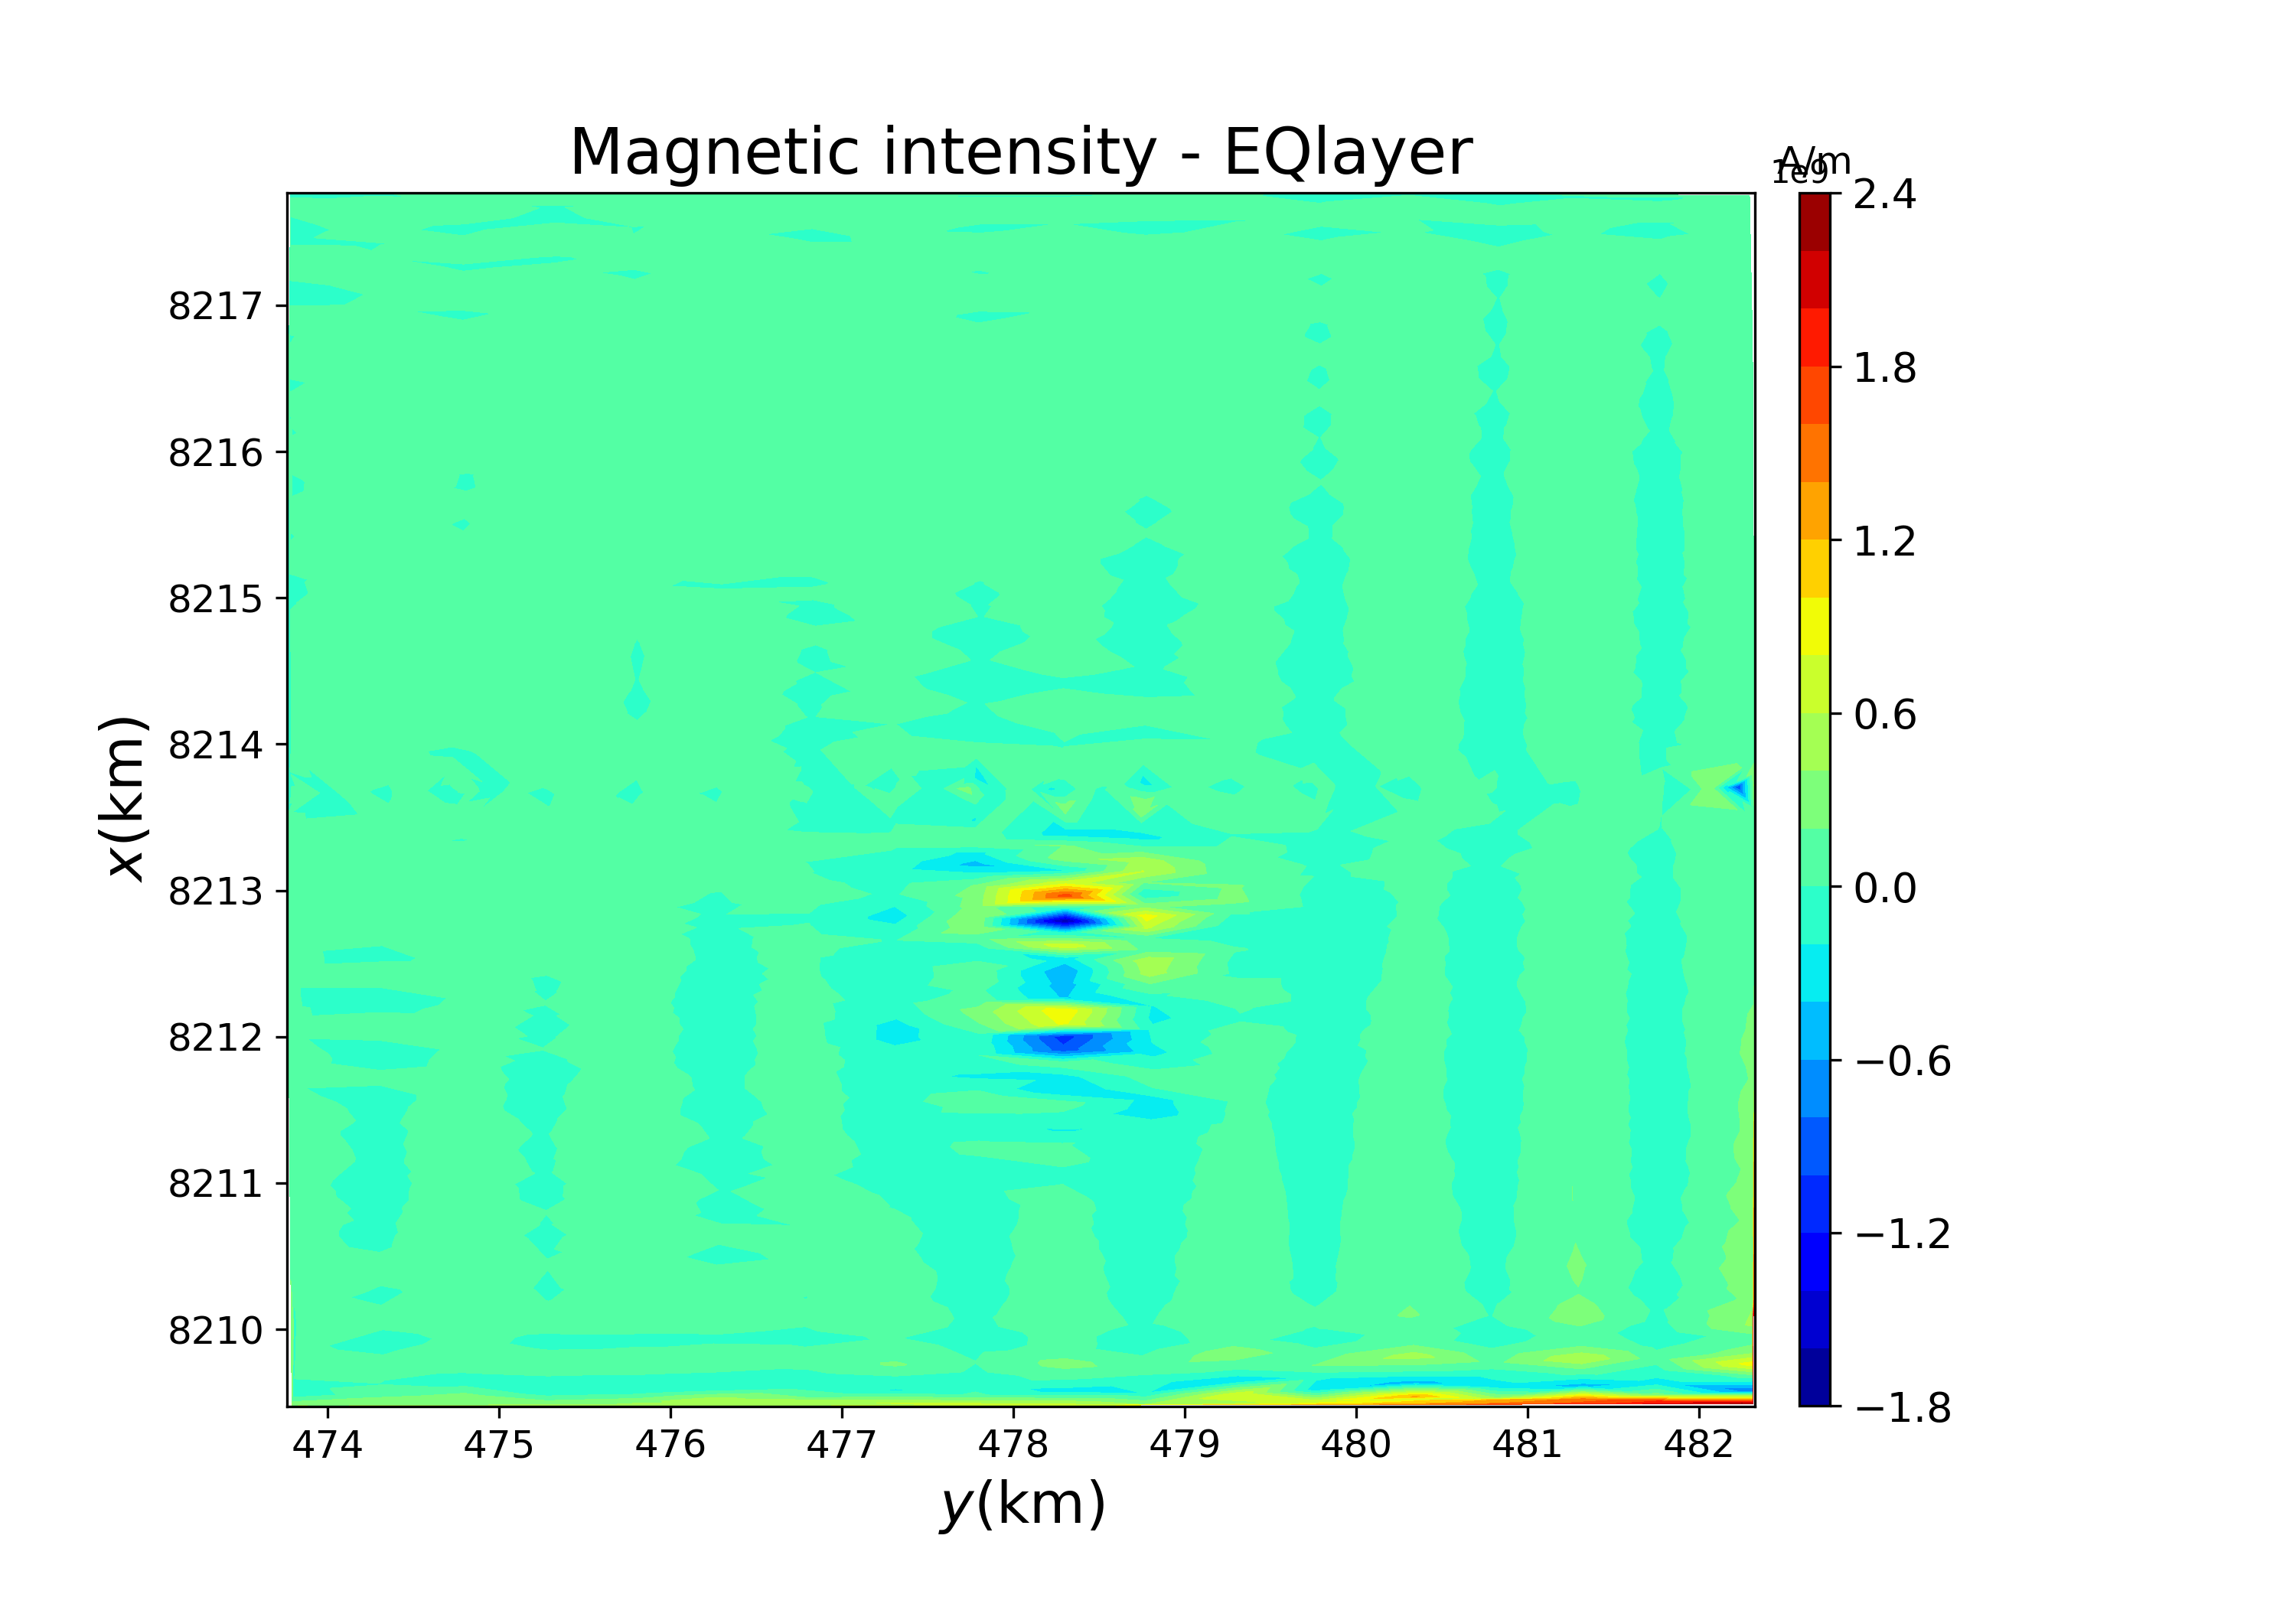 Magnetic intensity - EQlayer
A/m
1e9
2.4
1.8
1.2
0.6
0.0
−0.6
−1.2
−1.8
8217
8216
8215
8214
8213
8212
8211
8210
x(km)
474 475 476 477 478 479 480 481 482
y(km)